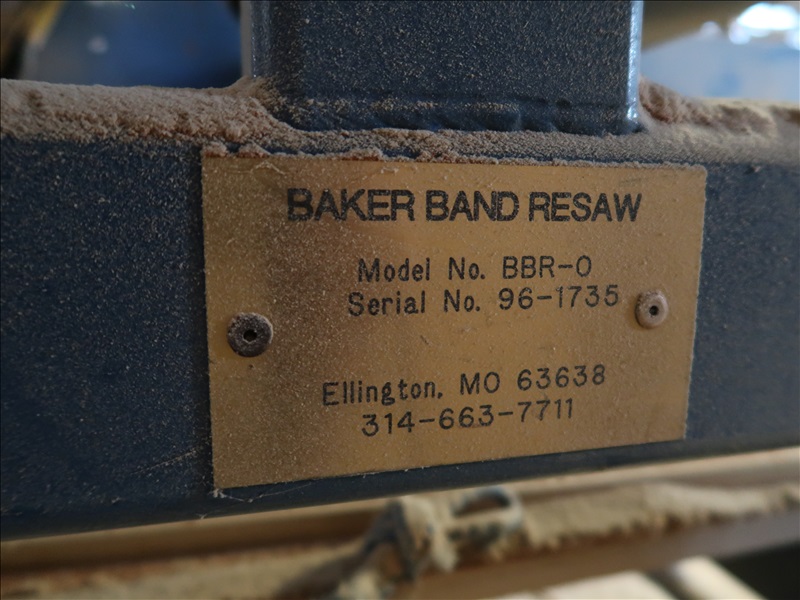 BAKER BAND RESAW
Model No. BBR-0
Serial No. 96-1735
Ellington, MO 63638
314-663-7711